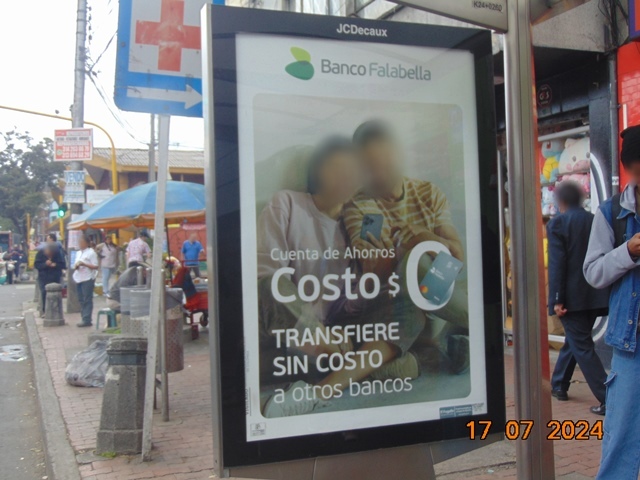 JCDecaux
Banco Falabella
Cuenta de Ahorros
Costo $0
TRANSFIERE
SIN COSTO
a otros bancos
17 07 2024